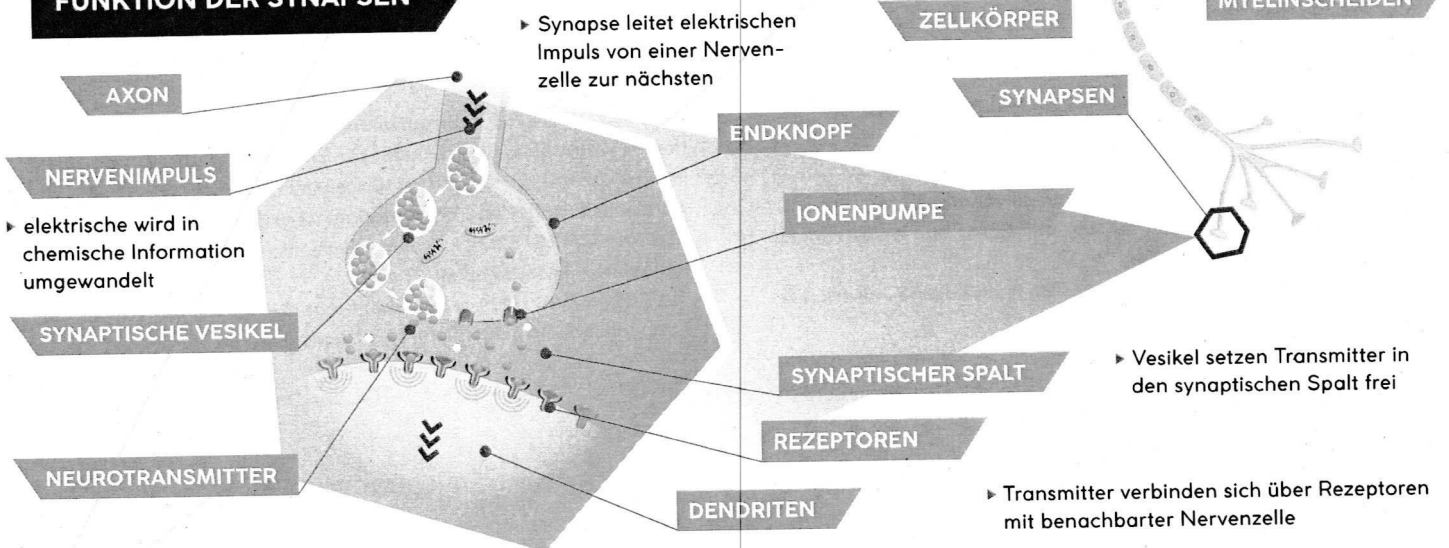 FUNKTION DER SYNAPSEN
▸ Synapse leitet elektrischen
Impuls von einer Nerven-
zelle zur nächsten
ZELLKÖRPER
MYELINSCHEIDEN
AXON
SYNAPSEN
ENDKNOPF
NERVENIMPULS
IONENPUMPE
▸ elektrische wird in
chemische Information
umgewandelt
SYNAPTISCHE VESIKEL
SYNAPTISCHER SPALT
▸ Vesikel setzen Transmitter in
den synaptischen Spalt frei
REZEPTOREN
NEUROTRANSMITTER
DENDRITEN
▸ Transmitter verbinden sich über Rezeptoren
mit benachbarter Nervenzelle